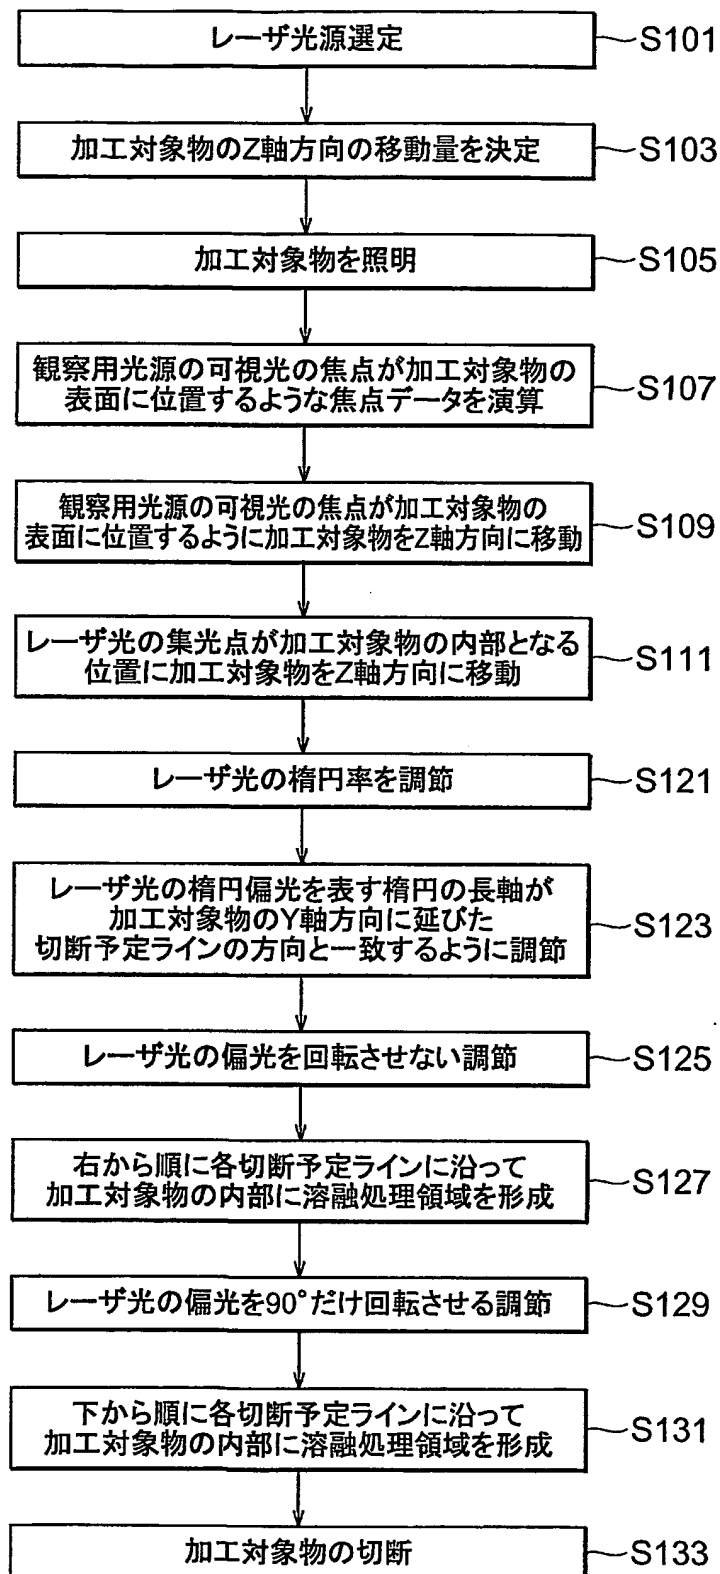 レーザ光源選定
S101
加工対象物のZ軸方向の移動量を決定
S103
加工対象物を照明
S105
観察用光源の可視光の焦点が加工対象物の
表面に位置するような焦点データを演算
S107
観察用光源の可視光の焦点が加工対象物の
表面に位置するように加工対象物をZ軸方向に移動
S109
レーザ光の集光点が加工対象物の内部となる
位置に加工対象物をZ軸方向に移動
S111
レーザ光の楕円率を調節
S121
レーザ光の楕円偏光を表す楕円の長軸が
加工対象物のY軸方向に延びた
切断予定ラインの方向と一致するように調節
S123
レーザ光の偏光を回転させない調節
S125
右から順に各切断予定ラインに沿って
加工対象物の内部に溶融処理領域を形成
S127
レーザ光の偏光を90°だけ回転させる調節
S129
下から順に各切断予定ラインに沿って
加工対象物の内部に溶融処理領域を形成
S131
加工対象物の切断
S133